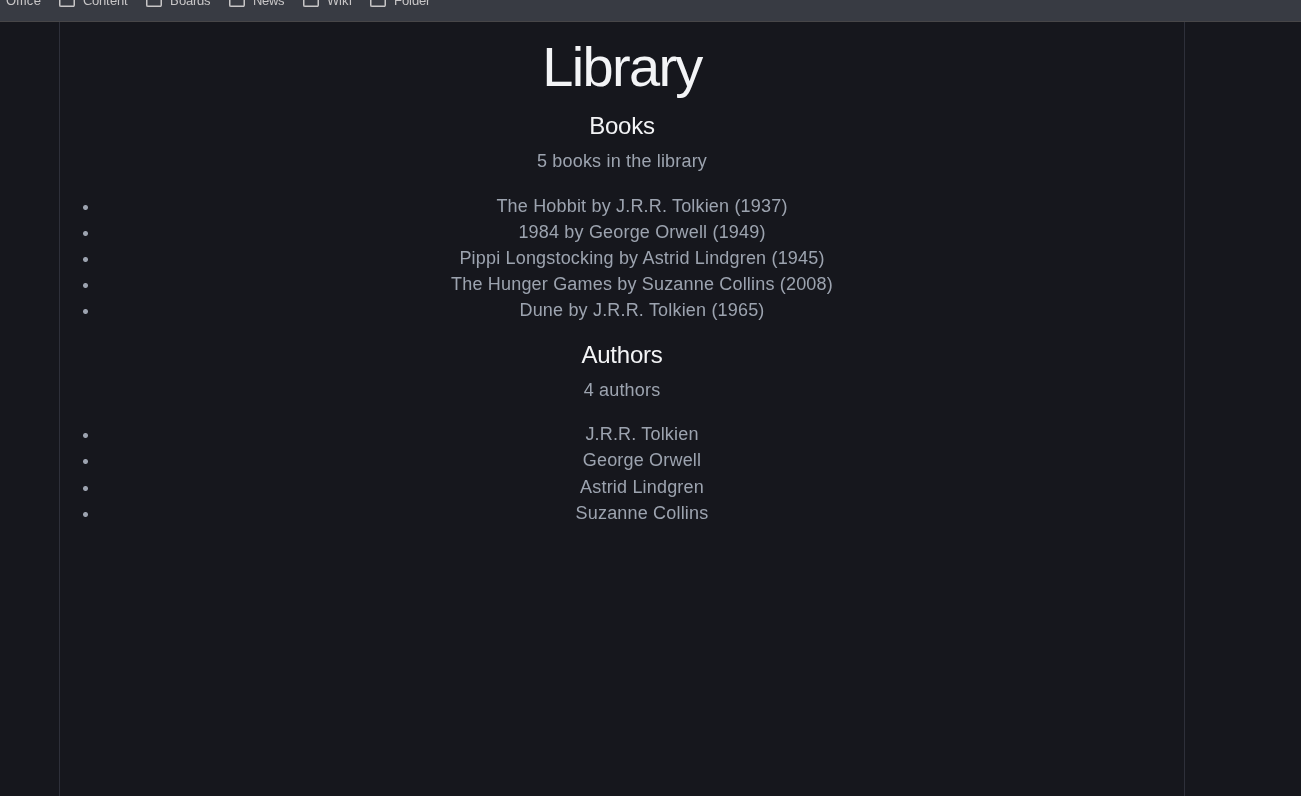 Office Content Boards News Wiki Folder
Library
Books
5 books in the library
The Hobbit by J.R.R. Tolkien (1937)
1984 by George Orwell (1949)
Pippi Longstocking by Astrid Lindgren (1945)
The Hunger Games by Suzanne Collins (2008)
Dune by J.R.R. Tolkien (1965)
Authors
4 authors
J.R.R. Tolkien
George Orwell
Astrid Lindgren
Suzanne Collins